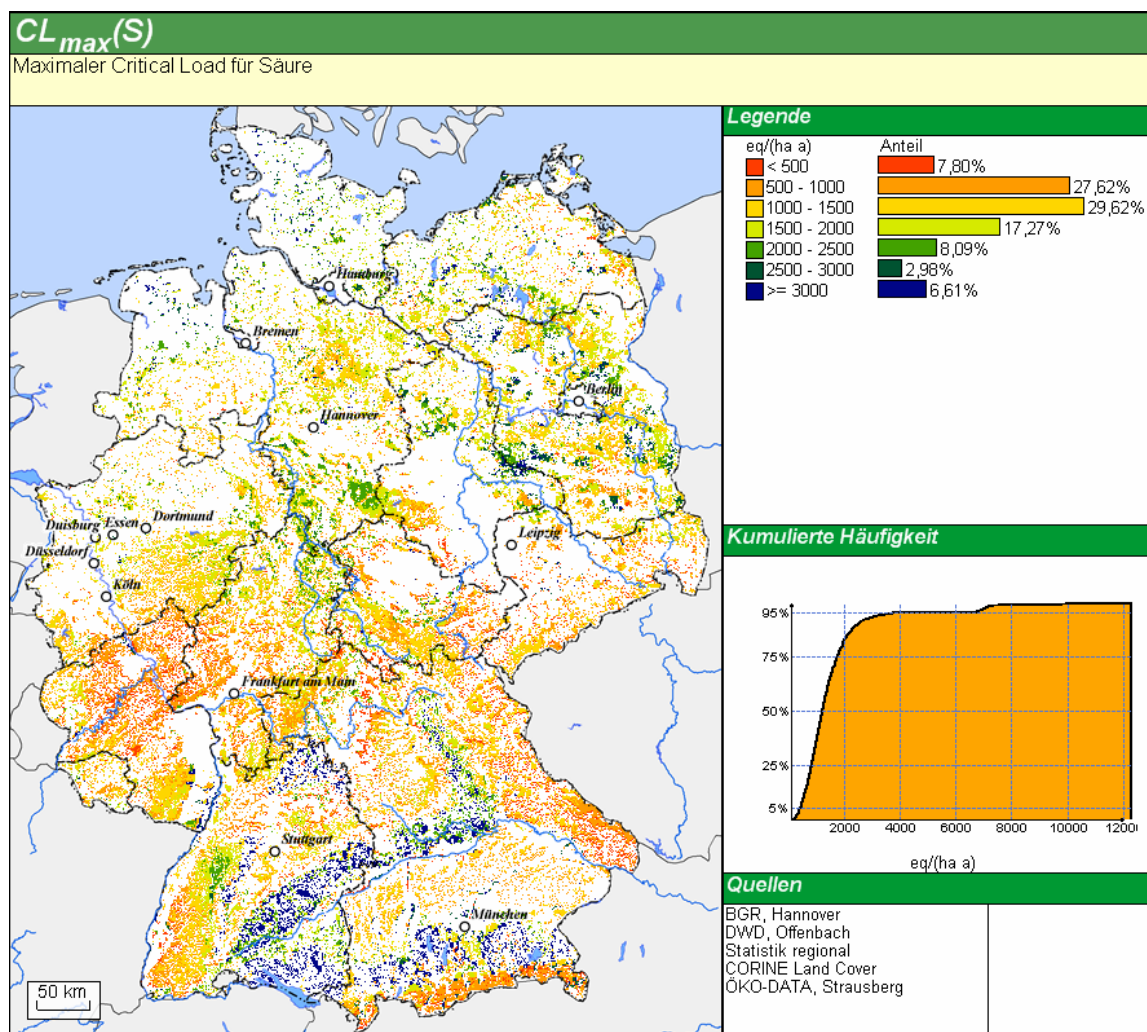 CLmax(S)
Maximaler Critical Load für Säure
Hamburg
Bremen
Berlin
Hannover
Dortmund
Essen
Duisburg
Düsseldorf
Leipzig
Köln
Frankfurt am Main
Stuttgart
München
50 km
Legende
eq/(ha a) Anteil
< 500 7,80%
500 - 1000 27,62%
1000 - 1500 29,62%
1500 - 2000 17,27%
2000 - 2500 8,09%
2500 - 3000 2,98%
>= 3000 6,61%
Kumulierte Häufigkeit
95%
75%
50%
25%
5%
2000 4000 6000 8000 10000 1200
eq/(ha a)
Quellen
BGR, Hannover
DWD, Offenbach
Statistik regional
CORINE Land Cover
ÖKO-DATA, Strausberg